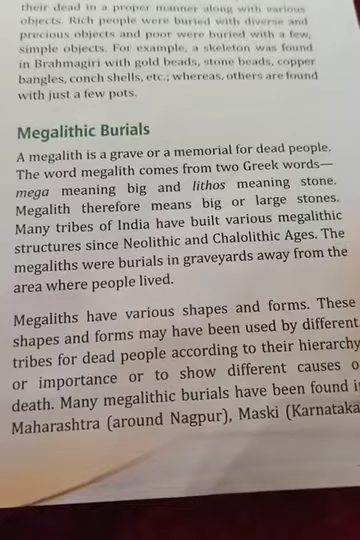 their dead in a proper manner along with various
objects. Rich people were buried with diverse and
precious objects and poor were buried with a few,
simple objects. For example, a skeleton was found
in Brahmagiri with gold beads, stone beads, copper
bangles, conch shells, etc.; whereas, others are found
with just a few pots.
Megalithic Burials
A megalith is a grave or a memorial for dead people.
The word megalith comes from two Greek words—
mega meaning big and lithos meaning stone.
Megalith therefore means big or large stones.
Many tribes of India have built various megalithic
structures since Neolithic and Chalolithic Ages. The
megaliths were burials in graveyards away from the
area where people lived.
Megaliths have various shapes and forms. These
shapes and forms may have been used by different
tribes for dead people according to their hierarchy
or importance or to show different causes o
death. Many megalithic burials have been found i
Maharashtra (around Nagpur), Maski (Karnataka